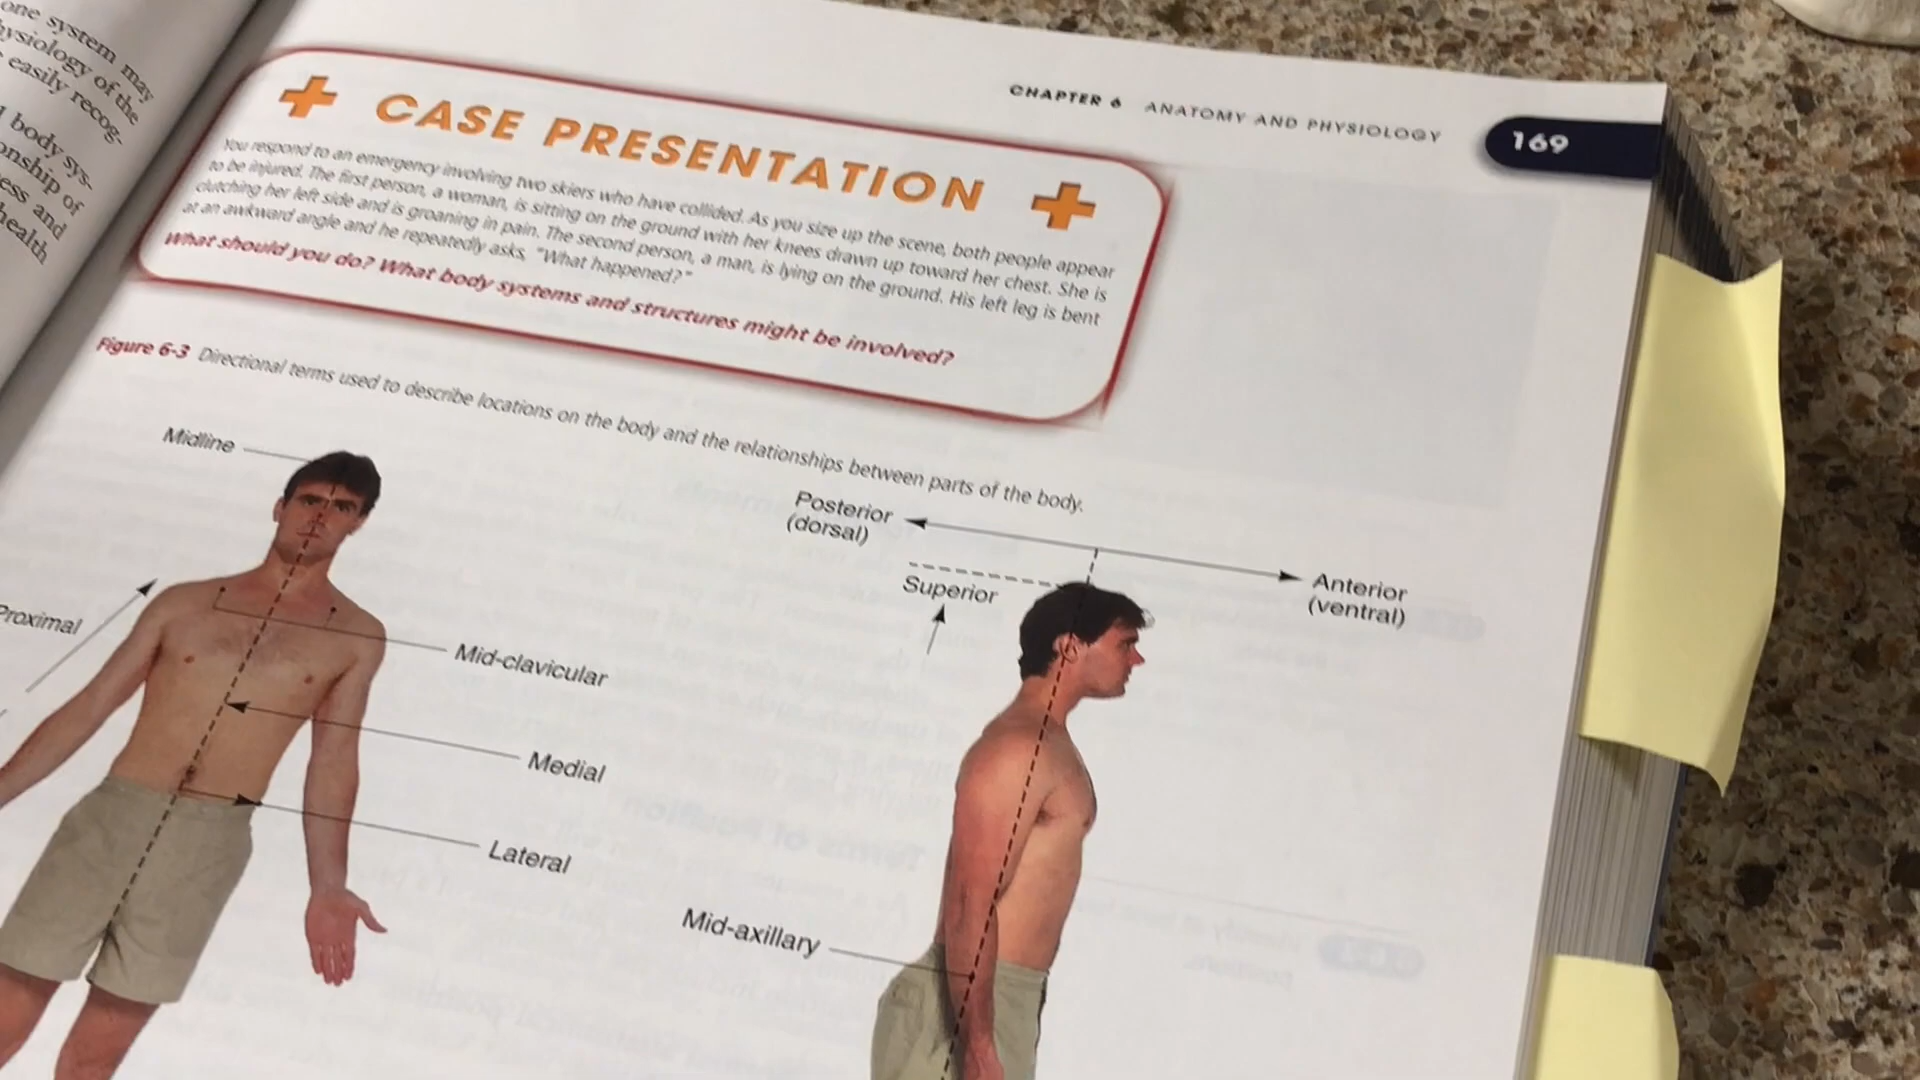 one system may
physiology of the
easily recog-
body sys-
onship of
ess and
health
CHAPTER 6 ANATOMY AND PHYSIOLOGY 169
CASE PRESENTATION
You respond to an emergency involving two skiers who have collided. As you size up the scene, both people appear
to be injured. The first person, a woman, is sitting on the ground with her knees drawn up toward her chest. She is
clutching her left side and is groaning in pain. The second person, a man, is lying on the ground. His left leg is bent
at an awkward angle and he repeatedly asks, "What happened?"
What should you do? What body systems and structures might be involved?
Figure 6-3 Directional terms used to describe locations on the body and the relationships between parts of the body.
Midline
Proximal
Mid-clavicular
Medial
Lateral
Posterior
(dorsal)
Superior
Anterior
(ventral)
Mid-axillary